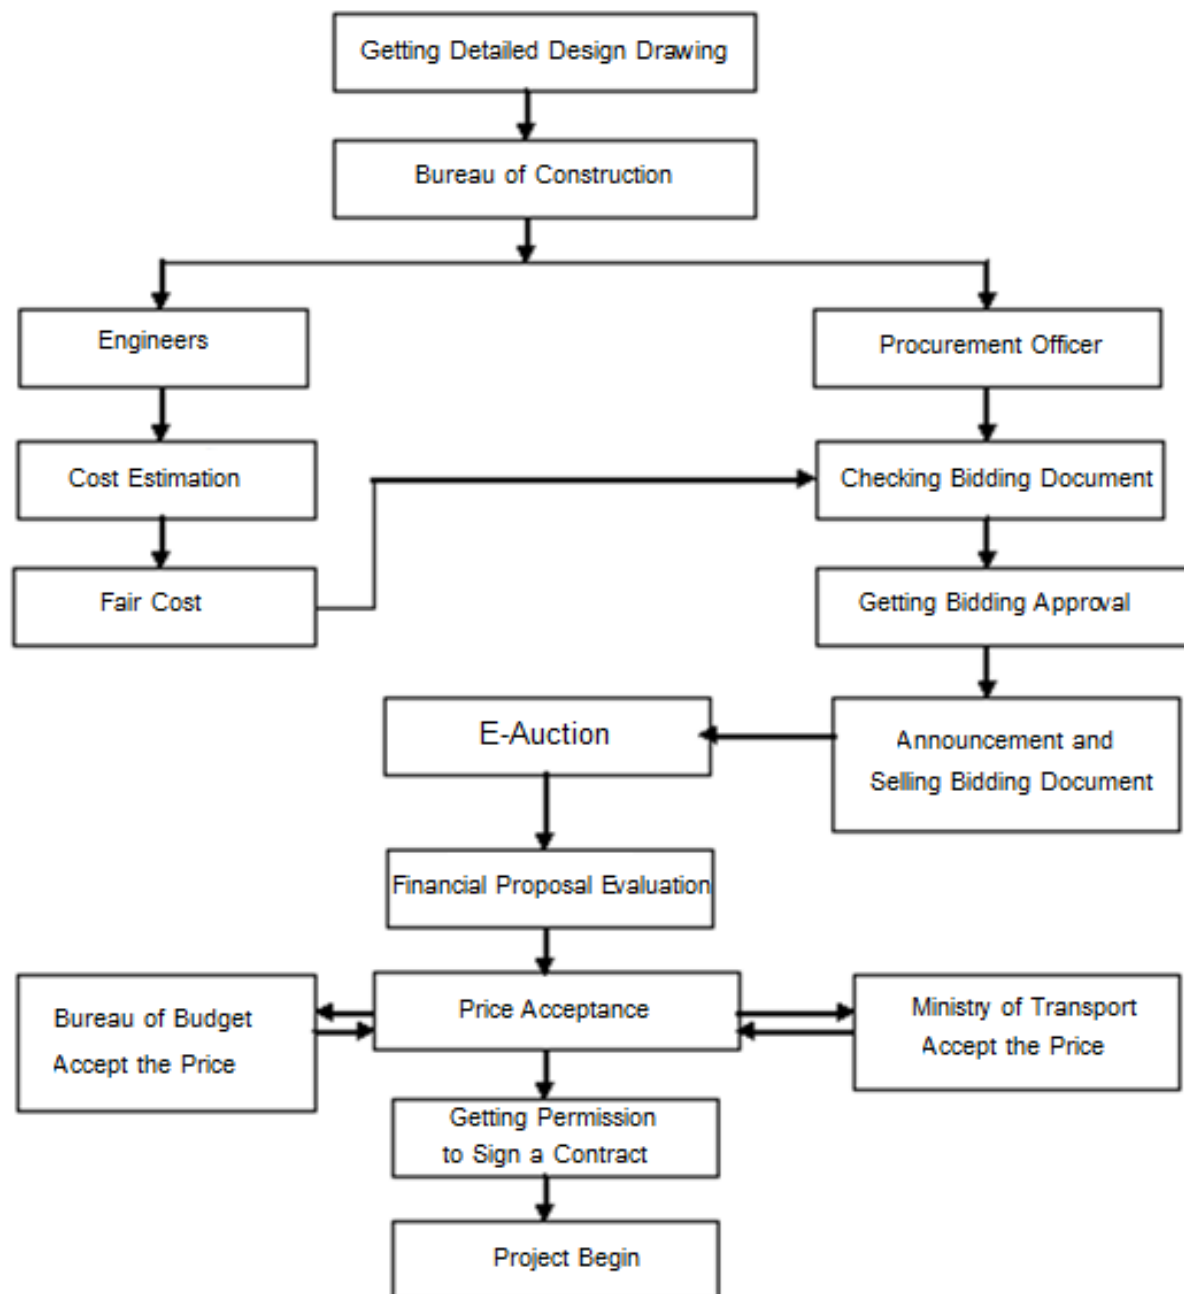 Getting Detailed Design Drawing
Bureau of Construction
Engineers
Procurement Officer
Cost Estimation
Checking Bidding Document
Fair Cost
Getting Bidding Approval
E-Auction
Announcement and
Selling Bidding Document
Financial Proposal Evaluation
Bureau of Budget
Accept the Price
Price Acceptance
Ministry of Transport
Accept the Price
Getting Permission
to Sign a Contract
Project Begin